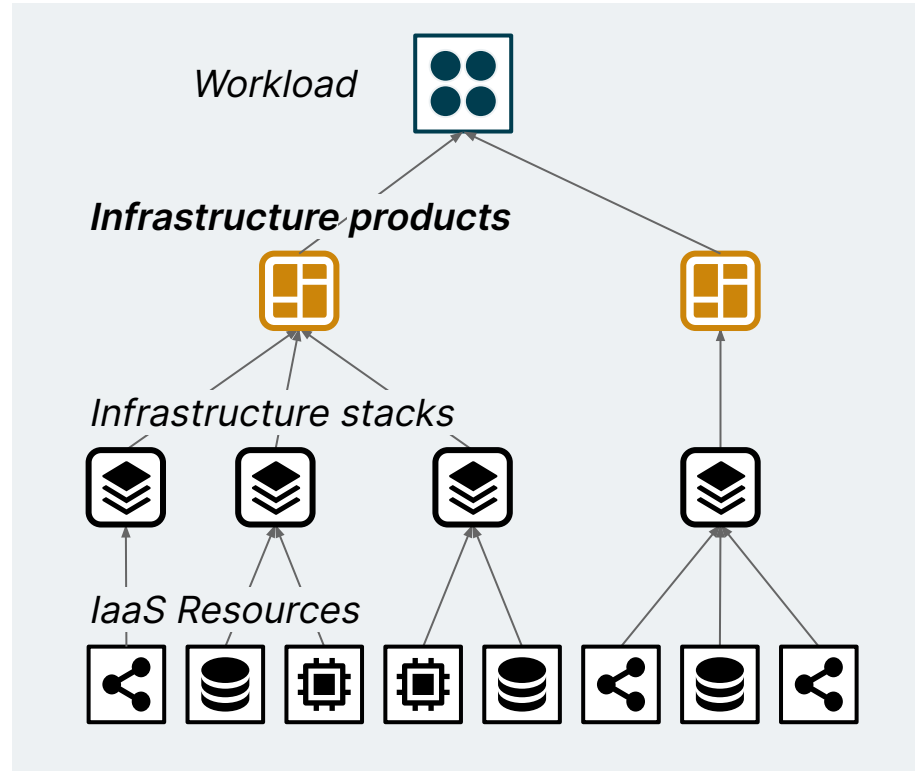 Workload
Infrastructure products
Infrastructure stacks
IaaS Resources